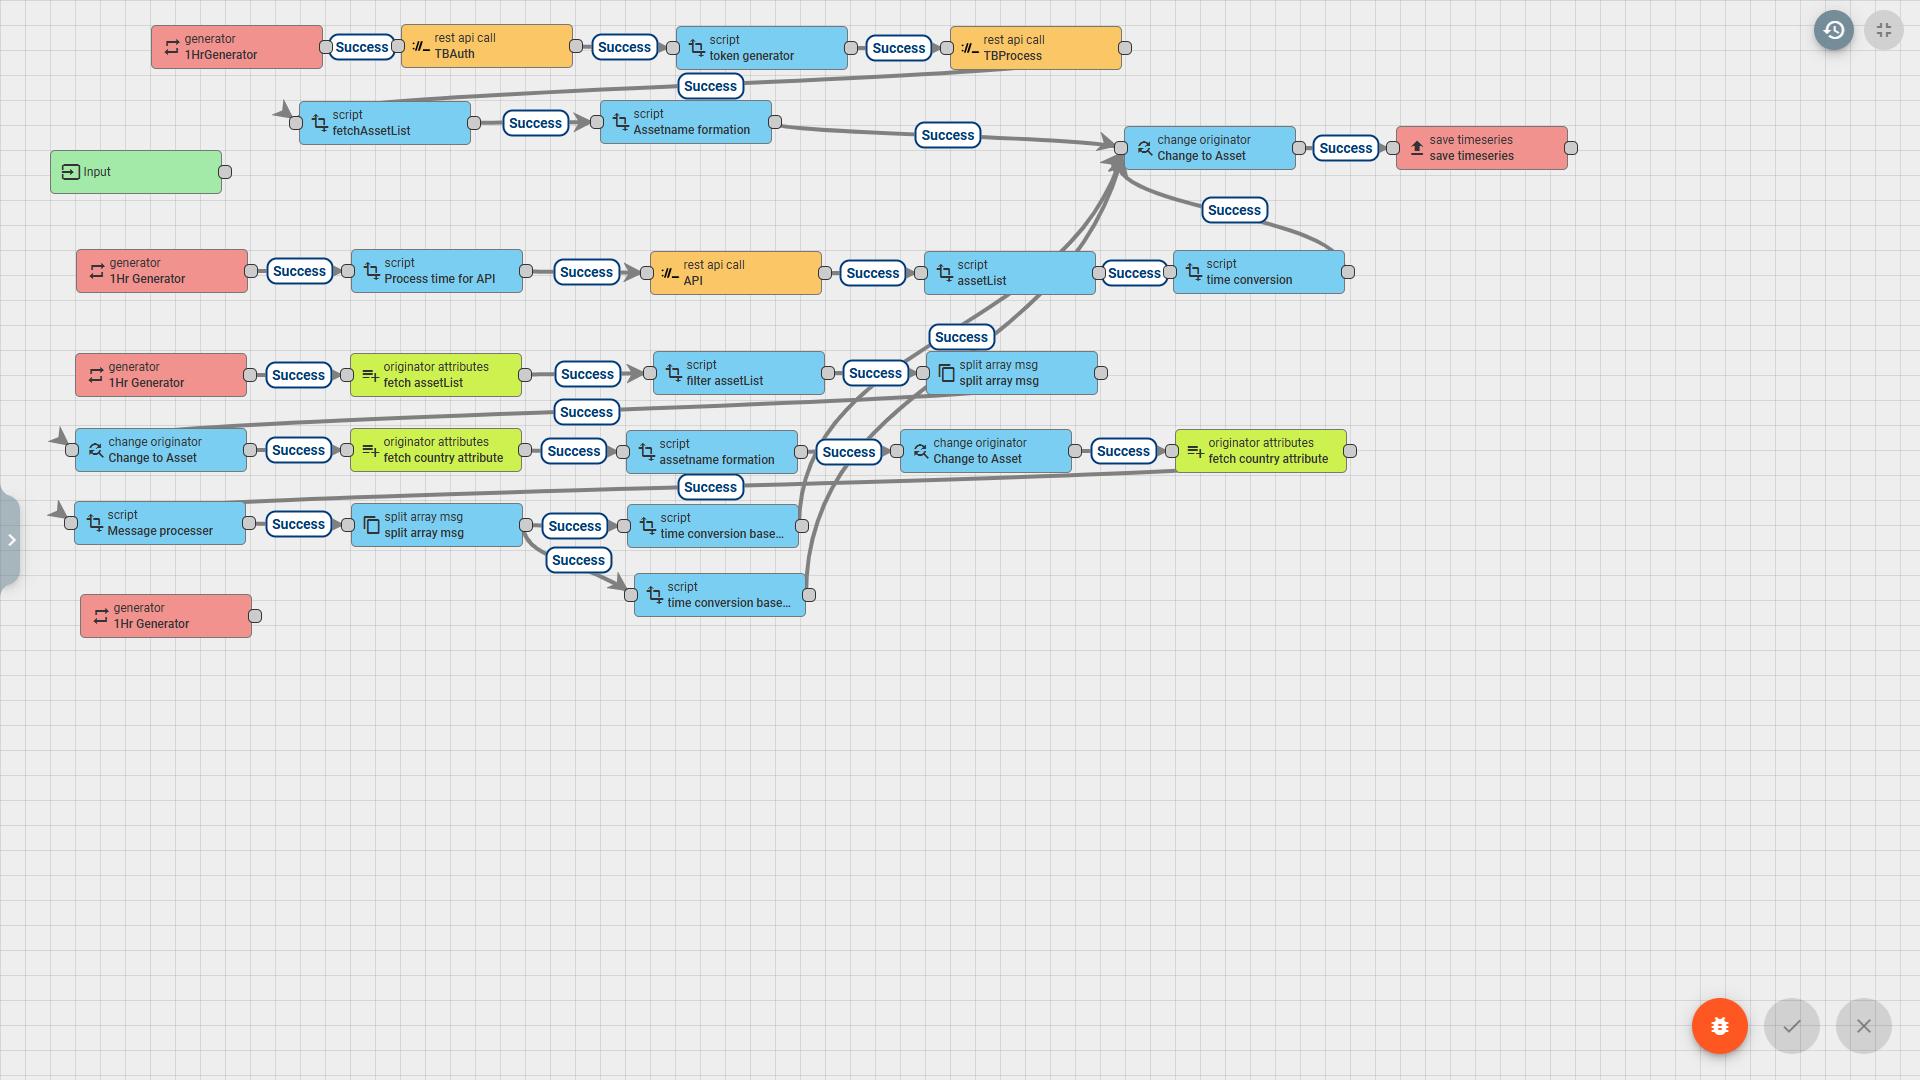 generator
1HrGenerator
Success
rest api call
TBAuth
Success
script
token generator
Success
rest api call
TBProcess
Success
script
fetchAssetList
Success
script
Assetname formation
Success
change originator
Change to Asset
Success
save timeseries
save timeseries
Input
Success
generator
1Hr Generator
Success
script
Process time for API
Success
rest api call
API
Success
script
assetList
Success
script
time conversion
Success
generator
1Hr Generator
Success
originator attributes
fetch assetList
Success
script
filter assetList
Success
split array msg
split array msg
Success
change originator
Change to Asset
Success
originator attributes
fetch country attribute
Success
script
assetname formation
Success
change originator
Change to Asset
Success
originator attributes
fetch country attribute
Success
script
Message processer
Success
split array msg
split array msg
Success
script
time conversion base...
Success
script
time conversion base...
generator
1Hr Generator